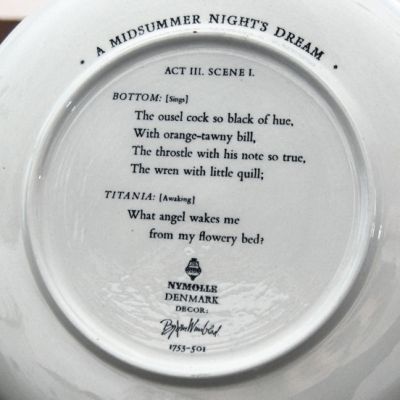 · A MIDSUMMER NIGHT'S DREAM ·
ACT III. SCENE I.
BOTTOM: [Sings]
The ousel cock so black of hue,
With orange-tawny bill,
The throstle with his note so true,
The wren with little quill;
TITANIA: [Awaking]
What angel wakes me
from my flowery bed?
NYMOLLE
DENMARK
DECOR:
Bjørn Wiinblad
1753-501